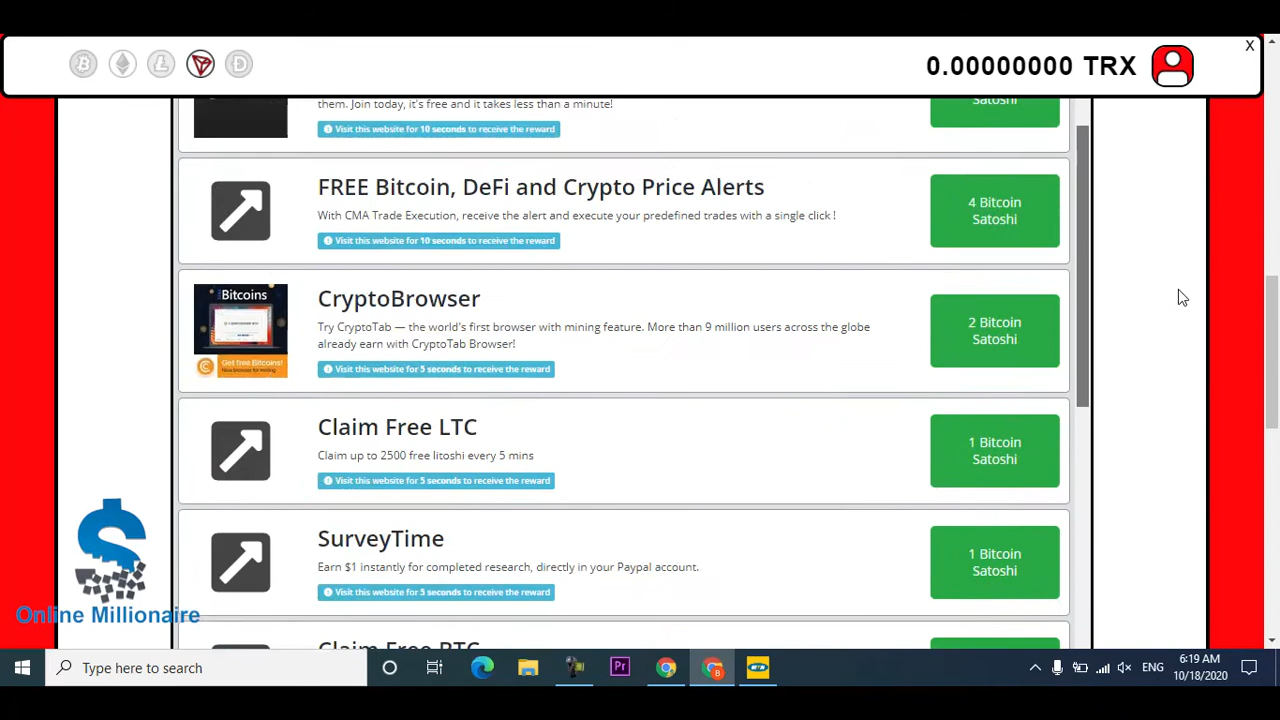 0.00000000 TRX
X
them. Join today, it's free and it takes less than a minute!
Satoshi
Visit this website for 10 seconds to receive the reward
FREE Bitcoin, DeFi and Crypto Price Alerts
With CMA Trade Execution, receive the alert and execute your predefined trades with a single click !
Visit this website for 10 seconds to receive the reward
4 Bitcoin
Satoshi
Bitcoins
Get free Bitcoins!
CryptoBrowser
Try CryptoTab — the world's first browser with mining feature. More than 9 million users across the globe
already earn with CryptoTab Browser!
Visit this website for 5 seconds to receive the reward
2 Bitcoin
Satoshi
Claim Free LTC
Claim up to 2500 free litoshi every 5 mins
Visit this website for 5 seconds to receive the reward
1 Bitcoin
Satoshi
SurveyTime
Earn $1 instantly for completed research, directly in your Paypal account.
Visit this website for 5 seconds to receive the reward
1 Bitcoin
Satoshi
Claim Free BTC
Online Millionaire
Type here to search
Pr
ENG
6:19 AM
10/18/2020